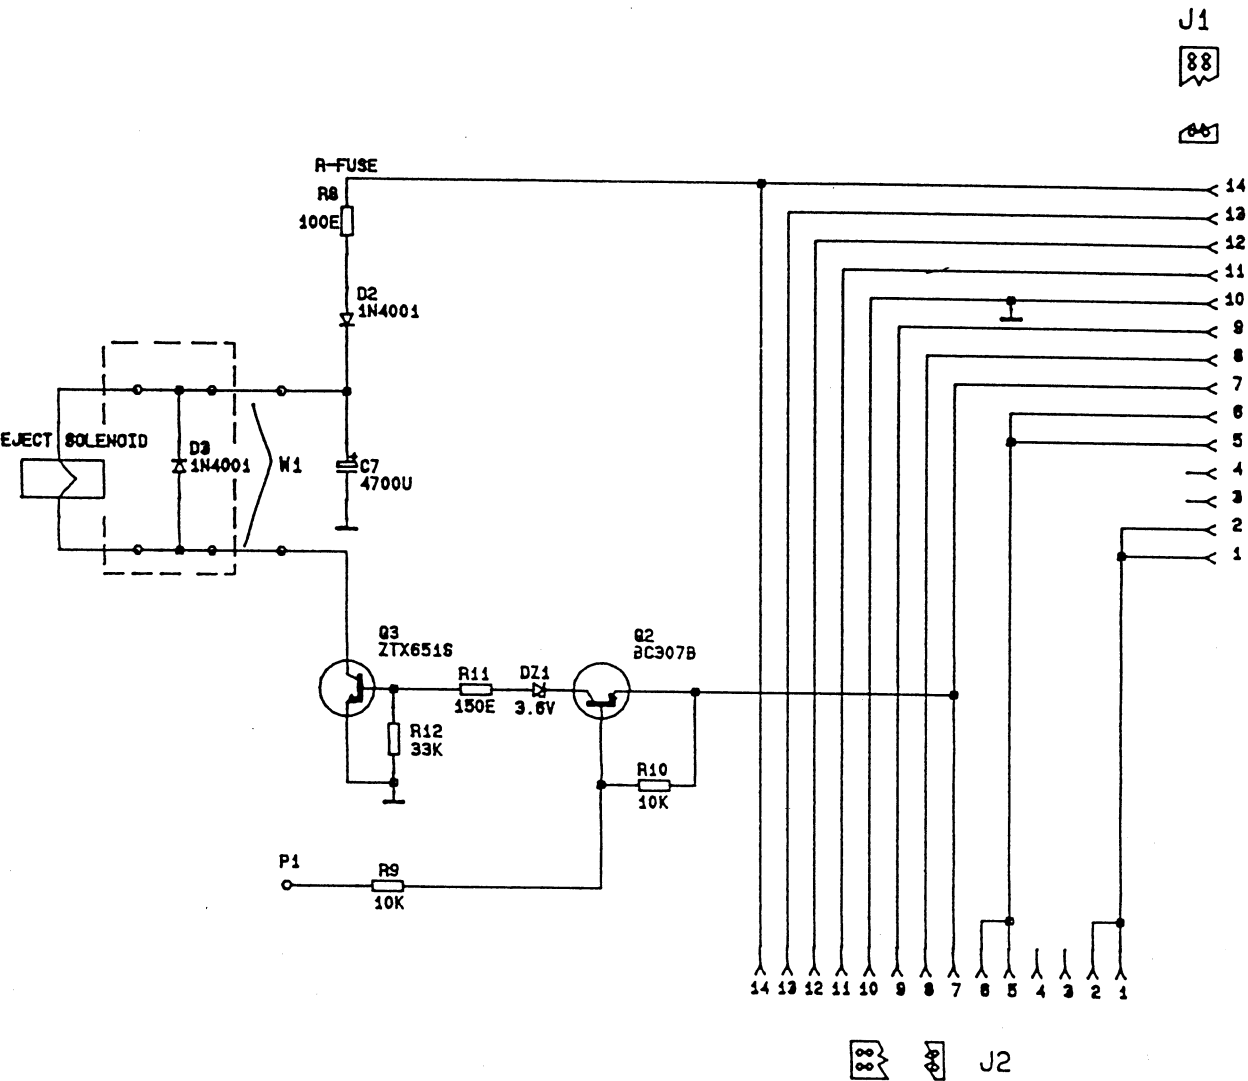 J1
R-FUSE
R8
100E
14
13
12
11
10
9
8
7
6
5
4
3
2
1
D2
1N4001
EJECT SOLENOID
D3
1N4001
W1
C7
4700U
Q3
ZTX651S
R11
150E
DZ1
3.6V
Q2
BC307B
R12
33K
R10
10K
P1
R9
10K
14 13 12 11 10 9 8 7 6 5 4 3 2 1
J2